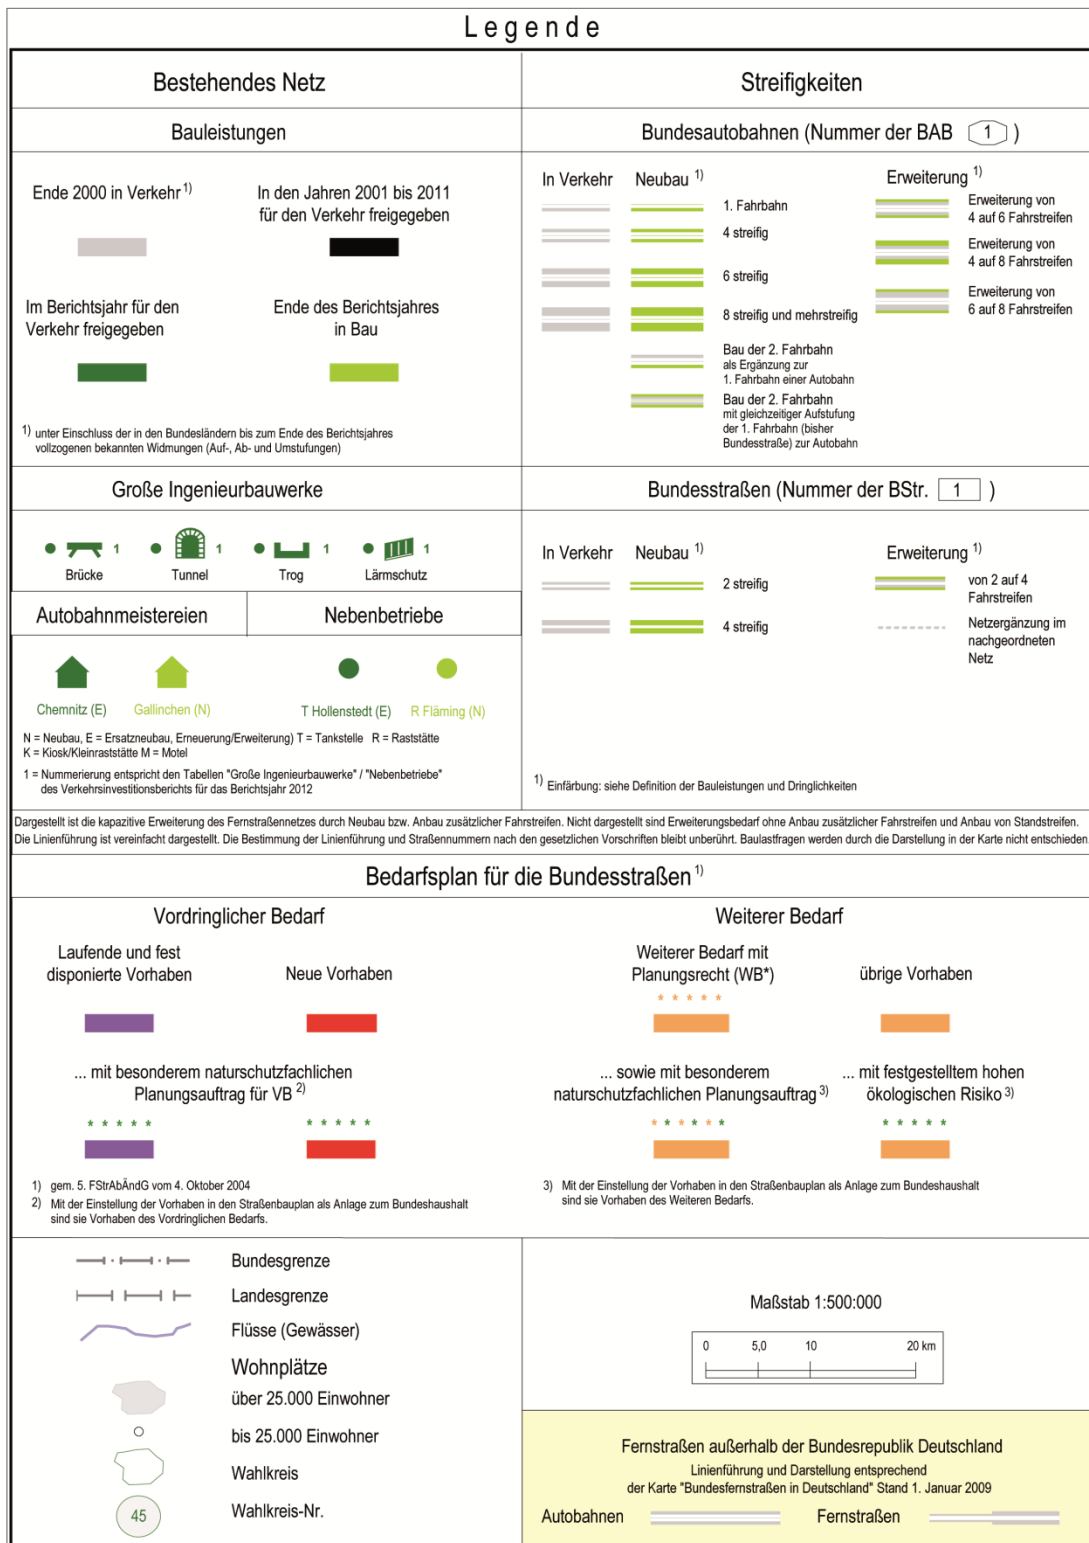 Legende
Bestehendes Netz
Bauleistungen
Ende 2000 in Verkehr 1)
In den Jahren 2001 bis 2011
für den Verkehr freigegeben
Im Berichtsjahr für den
Verkehr freigegeben
Ende des Berichtsjahres
in Bau
1) unter Einschluss der in den Bundesländern bis zum Ende des Berichtsjahres
vollzogenen bekannten Widmungen (Auf-, Ab- und Umstufungen)
Streifigkeiten
Bundesautobahnen (Nummer der BAB 1 )
In Verkehr
Neubau 1)
Erweiterung 1)
1. Fahrbahn
4 streifig
6 streifig
8 streifig und mehrstreifig
Bau der 2. Fahrbahn
als Ergänzung zur
1. Fahrbahn einer Autobahn
Bau der 2. Fahrbahn
mit gleichzeitiger Aufstufung
der 1. Fahrbahn (bisher
Bundesstraße) zur Autobahn
Erweiterung von
4 auf 6 Fahrstreifen
Erweiterung von
4 auf 8 Fahrstreifen
Erweiterung von
6 auf 8 Fahrstreifen
Große Ingenieurbauwerke
1
1
1
1
Brücke
Tunnel
Trog
Lärmschutz
Autobahnmeistereien
Nebenbetriebe
Chemnitz (E)
Gallinchen (N)
T Hollenstedt (E)
R Fläming (N)
N = Neubau, E = Ersatzneubau, Erneuerung/Erweiterung) T = Tankstelle R = Raststätte
K = Kiosk/Kleinraststätte M = Motel
1 = Nummerierung entspricht den Tabellen "Große Ingenieurbauwerke" / "Nebenbetriebe"
des Verkehrsinvestitionsberichts für das Berichtsjahr 2012
Bundesstraßen (Nummer der BStr. 1 )
In Verkehr
Neubau 1)
Erweiterung 1)
2 streifig
4 streifig
von 2 auf 4
Fahrstreifen
Netzergänzung im
nachgeordneten
Netz
1) Einfärbung: siehe Definition der Bauleistungen und Dringlichkeiten
Dargestellt ist die kapazitive Erweiterung des Fernstraßennetzes durch Neubau bzw. Anbau zusätzlicher Fahrstreifen. Nicht dargestellt sind Erweiterungsbedarf ohne Anbau zusätzlicher Fahrstreifen und Anbau von Standstreifen.
Die Linienführung ist vereinfacht dargestellt. Die Bestimmung der Linienführung und Straßennummern nach den gesetzlichen Vorschriften bleibt unberührt. Baulastfragen werden durch die Darstellung in der Karte nicht entschieden.
Bedarfsplan für die Bundesstraßen 1)
Vordringlicher Bedarf
Laufende und fest
disponierte Vorhaben
Neue Vorhaben
... mit besonderem naturschutzfachlichen
Planungsauftrag für VB 2)
* * * * *
* * * * *
1) gem. 5. FStrAbÄndG vom 4. Oktober 2004
2) Mit der Einstellung der Vorhaben in den Straßenbauplan als Anlage zum Bundeshaushalt
sind sie Vorhaben des Vordringlichen Bedarfs.
Weiterer Bedarf
Weiterer Bedarf mit
Planungsrecht (WB*)
* * * * *
übrige Vorhaben
... sowie mit besonderem
naturschutzfachlichen Planungsauftrag 3)
* * * * * *
... mit festgestelltem hohen
ökologischen Risiko 3)
* * * * *
3) Mit der Einstellung der Vorhaben in den Straßenbauplan als Anlage zum Bundeshaushalt
sind sie Vorhaben des Weiteren Bedarfs.
Bundesgrenze
Landesgrenze
Flüsse (Gewässer)
Wohnplätze
über 25.000 Einwohner
bis 25.000 Einwohner
Wahlkreis
45
Wahlkreis-Nr.
Maßstab 1:500:000
0 5,0 10 20 km
Fernstraßen außerhalb der Bundesrepublik Deutschland
Linienführung und Darstellung entsprechend
der Karte "Bundesfernstraßen in Deutschland" Stand 1. Januar 2009
Autobahnen
Fernstraßen